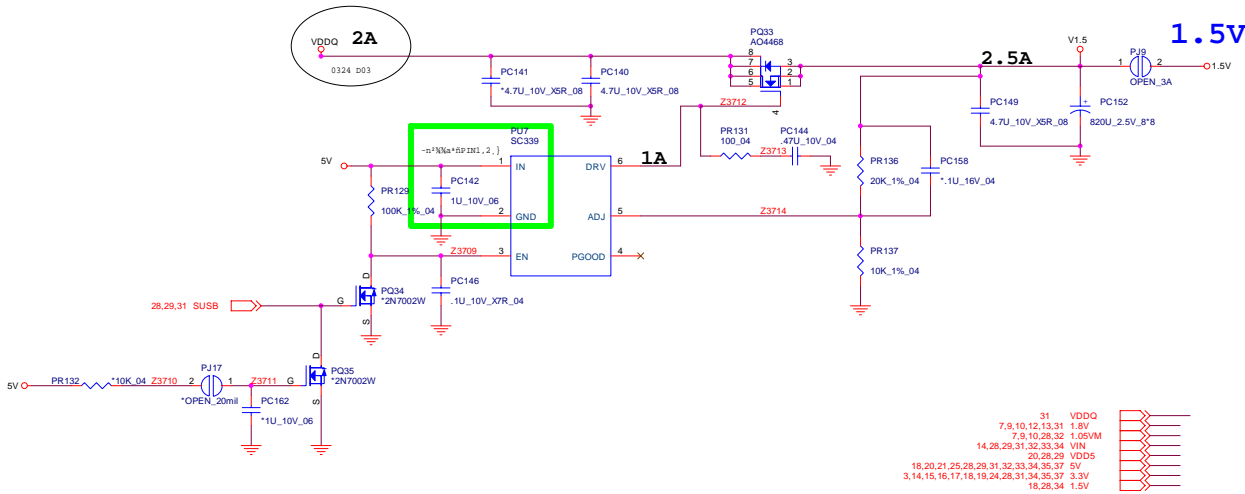 VDDQ 2A
0324 D03
PC141
*4.7U_10V_X5R_08
PC140
4.7U_10V_X5R_08
PQ33
AO4468
8
7
6
5
3
2
1
4
Z3712
2.5A
V1.5
1.5V
PJ9
1 2
1.5V
OPEN_3A
PC149
4.7U_10V_X5R_08
+
PC152
820U_2.5V_8*8
PR131
100_04
Z3713
PC144
.47U_10V_04
PR136
20K_1%_04
PC158
*.1U_16V_04
PR137
10K_1%_04
PU7
SC339
PIN1,2
5V
1 IN
2 GND
3 EN
DRV 6
ADJ 5
PGOOD 4
1A
Z3714
PC142
1U_10V_06
PR129
100K_1%_04
Z3709
PC146
.1U_10V_X7R_04
28,29,31 SUSB
G
D
S
PQ34
*2N7002W
5V
PR132
*10K_04
Z3710
PJ17
2 1
*OPEN_20mil
Z3711
PC162
*1U_10V_06
G
D
S
PQ35
*2N7002W
31 VDDQ
7,9,10,12,13,31 1.8V
7,9,10,28,32 1.05VM
14,28,29,31,32,33,34 VIN
20,28,29 VDD5
18,20,21,25,28,29,31,32,33,34,35,37 5V
3,14,15,16,17,18,19,24,28,31,34,35,37 3.3V
18,28,34 1.5V